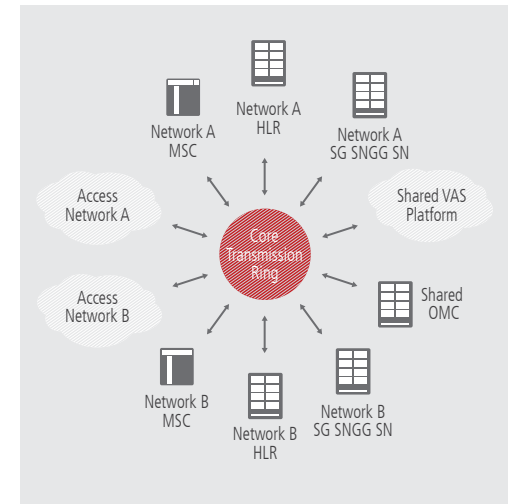 Network A
HLR
Network A
MSC
Network A
SG SNGG SN
Access
Network A
Shared VAS
Platform
Core
Transmission
Ring
Access
Network B
Shared
OMC
Network B
MSC
Network B
HLR
Network B
SG SNGG SN